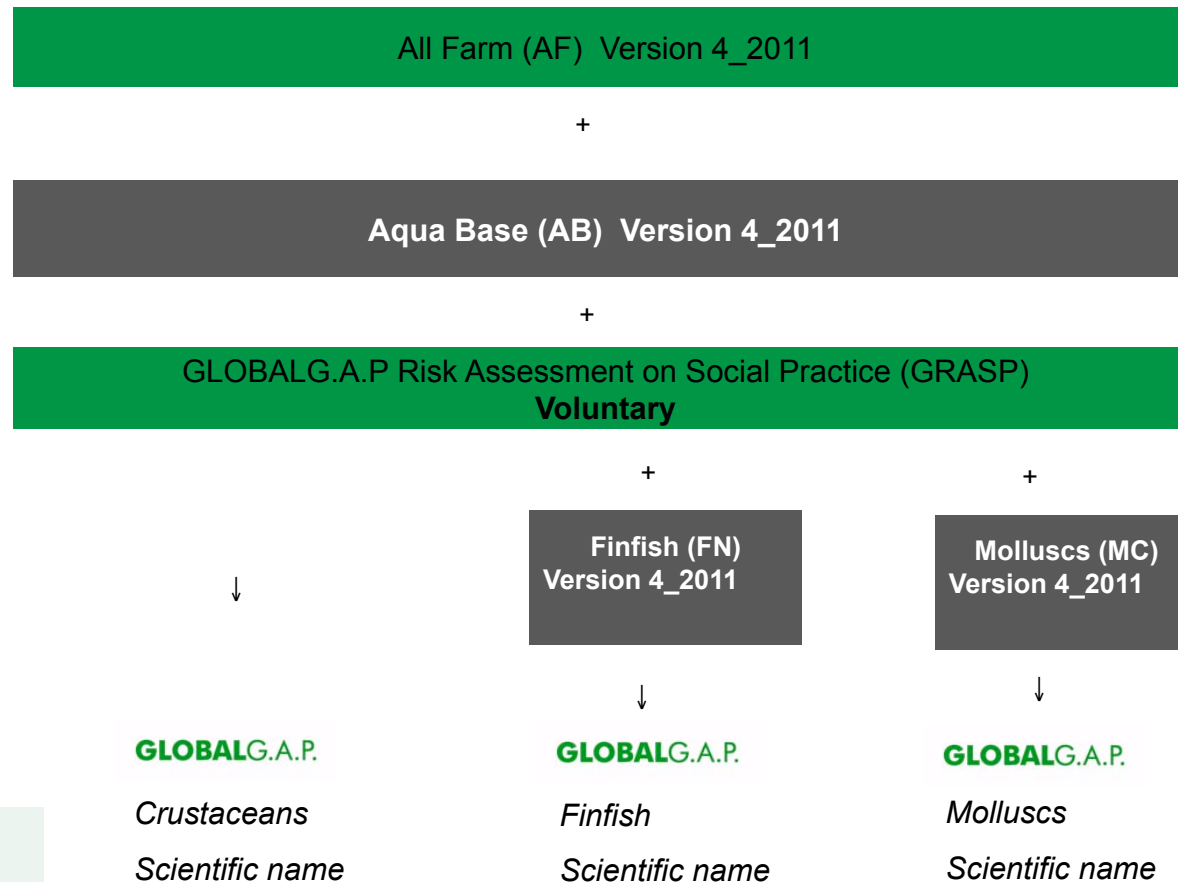 All Farm (AF) Version 4_2011
+
Aqua Base (AB) Version 4_2011
+
GLOBALG.A.P Risk Assessment on Social Practice (GRASP)
Voluntary
+
+
Finfish (FN)
Version 4_2011
Molluscs (MC)
Version 4_2011
↓
↓
↓
GLOBALG.A.P.
Crustaceans
Scientific name
GLOBALG.A.P.
Finfish
Scientific name
GLOBALG.A.P.
Molluscs
Scientific name